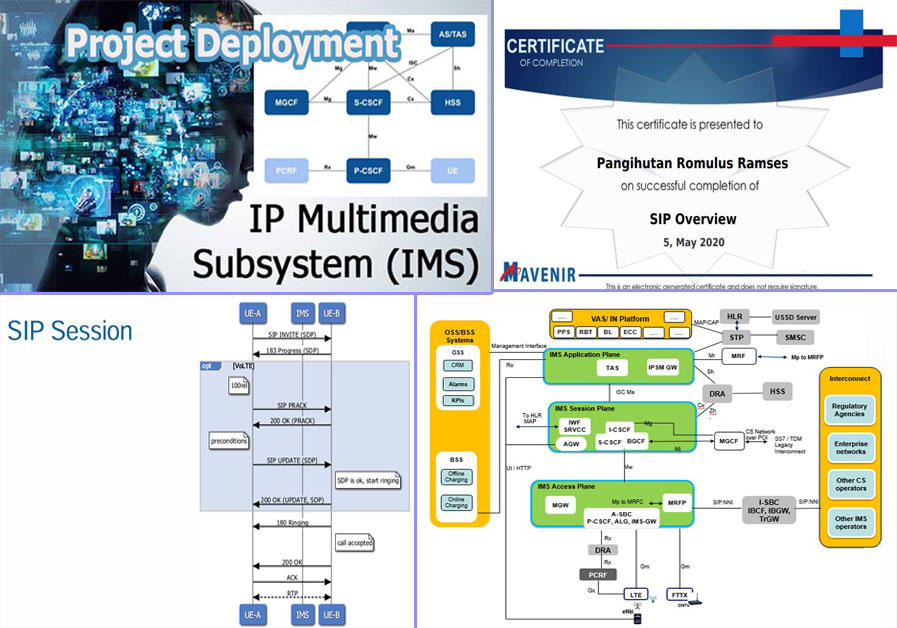 Project Deployment
AS/TAS
Ma
ISC
Mg
Mw
Cx
Sh
MGCF
Mg
S-CSCF
Cx
HSS
Mw
PCRF
Rx
P-CSCF
Gm
UE
IP Multimedia
Subsystem (IMS)
CERTIFICATE
OF COMPLETION
This certificate is presented to
Pangihutan Romulus Ramses
on successful completion of
SIP Overview
5, May 2020
MAVENIR
This is an electronic generated certificate and does not require signature.
SIP Session
UE-A
IMS
UE-B
SIP INVITE (SDP)
183 Progress (SDP)
opt
[VoLTE]
100rel
SIP PRACK
200 OK (PRACK)
preconditions
SIP UPDATE (SDP)
SDP is ok, start ringing
200 OK (UPDATE, SDP)
180 Ringing
call accepted
200 OK
ACK
RTP
UE-A
IMS
UE-B
OSS/BSS
Systems
OSS
CRM
Alarms
KPIs
BSS
Offline
Charging
Online
Charging
Management Interface
Ro
Ut / HTTP
....
VAS/ IN Platform
....
PPS
RBT
BL
ECC
....
....
MAP/CAP
HLR
USSD Server
STP
SMSC
IMS Application Plane
TAS
IPSM GW
Mr
MRF
Mp to MRFP
Sh
ISC Ma
DRA
HSS
Cx
Zh
IMS Session Plane
To HLR
MAP
IWF
SRVCC
I-CSCF
Mg
AGW
S-CSCF
BGCF
Mj
MGCF
CS Network
over POI
SS7 / TDM
Legacy
Interconnect
Mw
IMS Access Plane
MGW
Mp to MRFC
MRFP
A-SBC
P-CSCF, ALG, IMS-GW
SIP:NNI
I-SBC
IBCF, IBGW,
TrGW
SIP:NNI
Rx
DRA
Rx
PCRF
Gx
Gm
Gm
LTE
FTTX
ONTs
eNB
Interconnect
Regulatory
Agencies
Enterprise
networks
Other CS
operators
Other IMS
operators